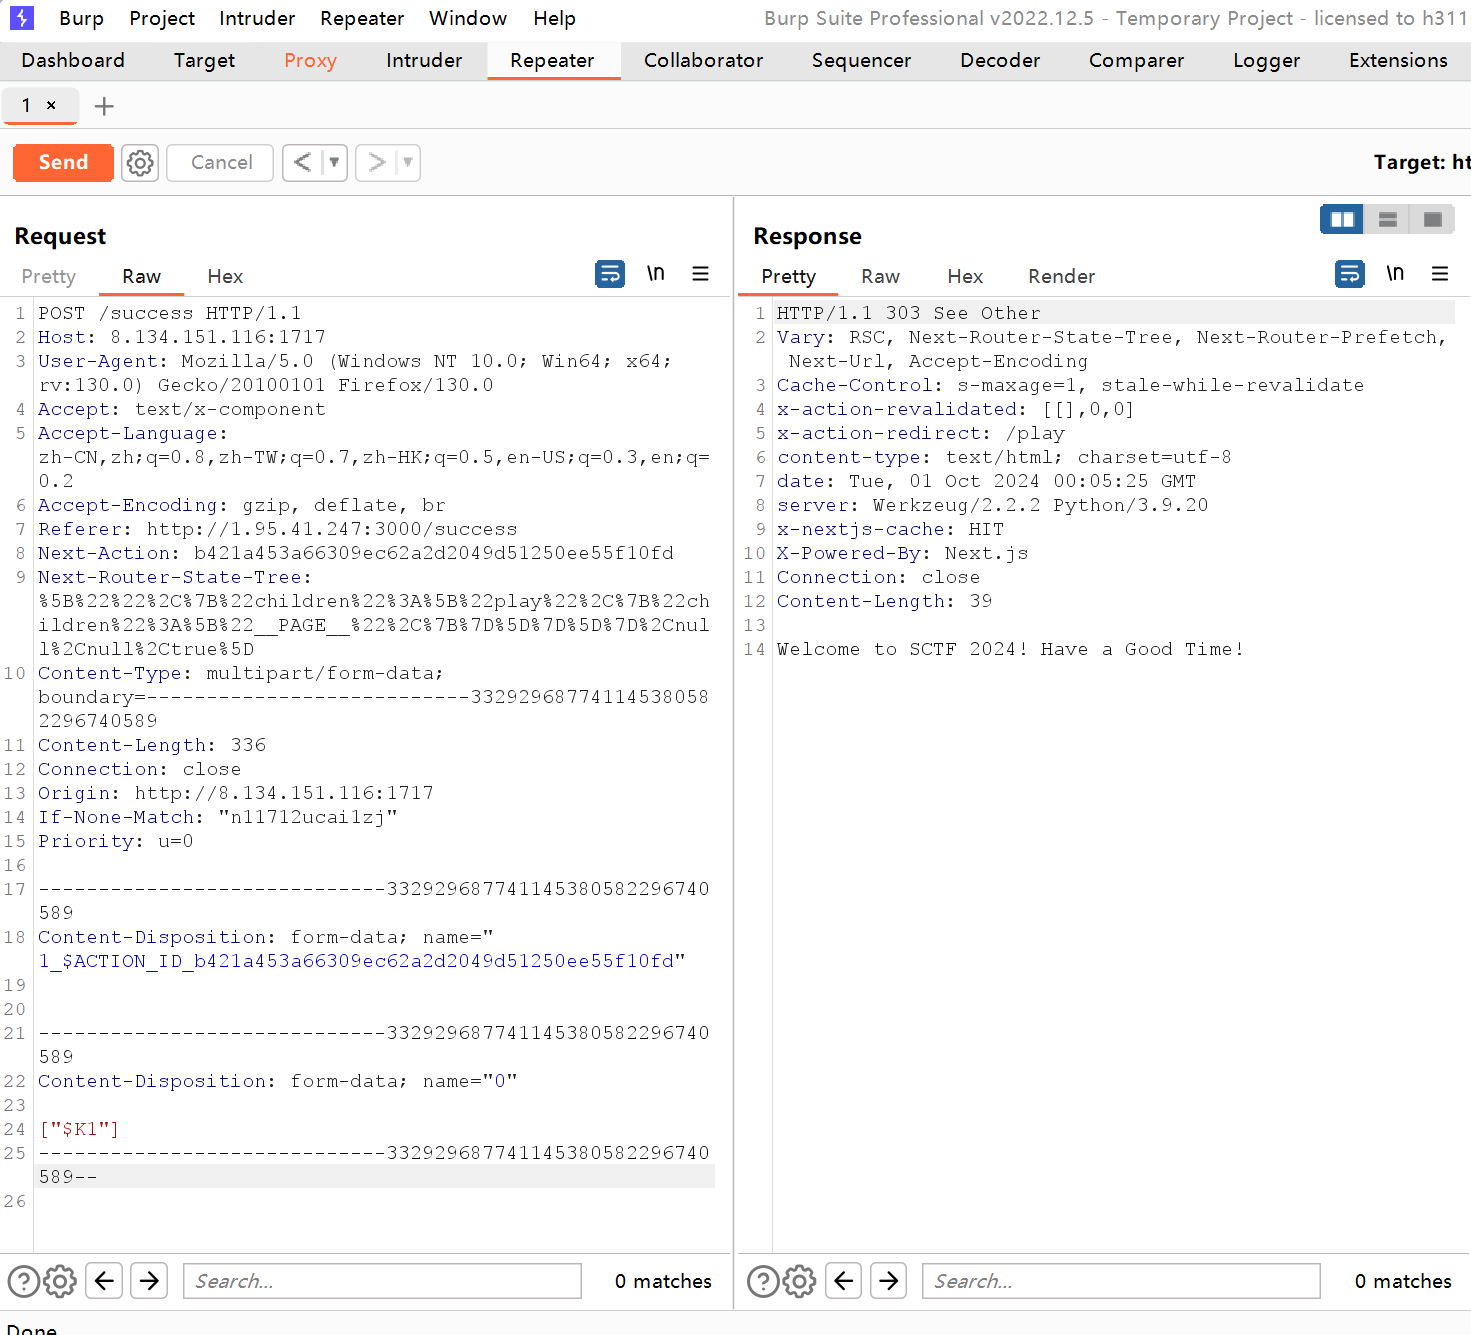 Burp Project Intruder Repeater Window Help Burp Suite Professional v2022.12.5 - Temporary Project - licensed to h311
Dashboard Target Proxy Intruder Repeater Collaborator Sequencer Decoder Comparer Logger Extensions
1 × +
Send Cancel < ▼ > ▼ Target: ht
Request
Pretty Raw Hex \n
1 POST /success HTTP/1.1
2 Host: 8.134.151.116:1717
3 User-Agent: Mozilla/5.0 (Windows NT 10.0; Win64; x64;
rv:130.0) Gecko/20100101 Firefox/130.0
4 Accept: text/x-component
5 Accept-Language:
zh-CN,zh;q=0.8,zh-TW;q=0.7,zh-HK;q=0.5,en-US;q=0.3,en;q=
0.2
6 Accept-Encoding: gzip, deflate, br
7 Referer: http://1.95.41.247:3000/success
8 Next-Action: b421a453a66309ec62a2d2049d51250ee55f10fd
9 Next-Router-State-Tree:
%5B%22%22%2C%7B%22children%22%3A%5B%22play%22%2C%7B%22ch
ildren%22%3A%5B%22__PAGE__%22%2C%7B%7D%5D%7D%5D%7D%2Cnul
l%2Cnull%2Ctrue%5D
10 Content-Type: multipart/form-data;
boundary=---------------------------33292968774114538058
2296740589
11 Content-Length: 336
12 Connection: close
13 Origin: http://8.134.151.116:1717
14 If-None-Match: "n11712ucai1zj"
15 Priority: u=0
16
17 -----------------------------332929687741145380582296740
589
18 Content-Disposition: form-data; name="
1_$ACTION_ID_b421a453a66309ec62a2d2049d51250ee55f10fd"
19
20
21 -----------------------------332929687741145380582296740
589
22 Content-Disposition: form-data; name="0"
23
24 ["$K1"]
25 -----------------------------332929687741145380582296740
589--
26
Search... 0 matches
Response
Pretty Raw Hex Render \n
1 HTTP/1.1 303 See Other
2 Vary: RSC, Next-Router-State-Tree, Next-Router-Prefetch,
Next-Url, Accept-Encoding
3 Cache-Control: s-maxage=1, stale-while-revalidate
4 x-action-revalidated: [[],0,0]
5 x-action-redirect: /play
6 content-type: text/html; charset=utf-8
7 date: Tue, 01 Oct 2024 00:05:25 GMT
8 server: Werkzeug/2.2.2 Python/3.9.20
9 x-nextjs-cache: HIT
10 X-Powered-By: Next.js
11 Connection: close
12 Content-Length: 39
13
14 Welcome to SCTF 2024! Have a Good Time!
Search... 0 matches
Done